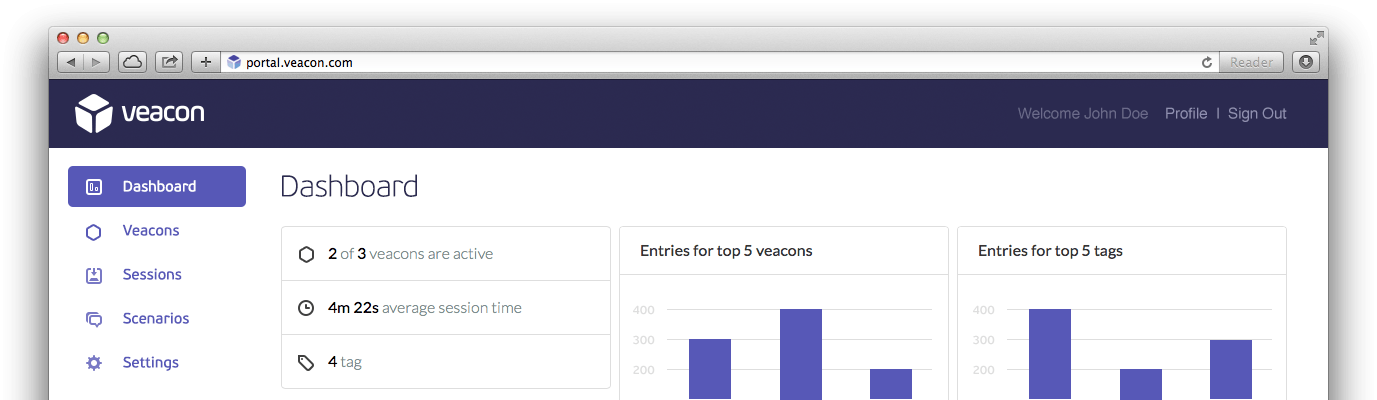 portal.veacon.com
Reader
veacon
Welcome John Doe Profile | Sign Out
Dashboard
Veacons
Sessions
Scenarios
Settings
Dashboard
2 of 3 veacons are active
4m 22s average session time
4 tag
Entries for top 5 veacons
400
300
200
Entries for top 5 tags
400
300
200